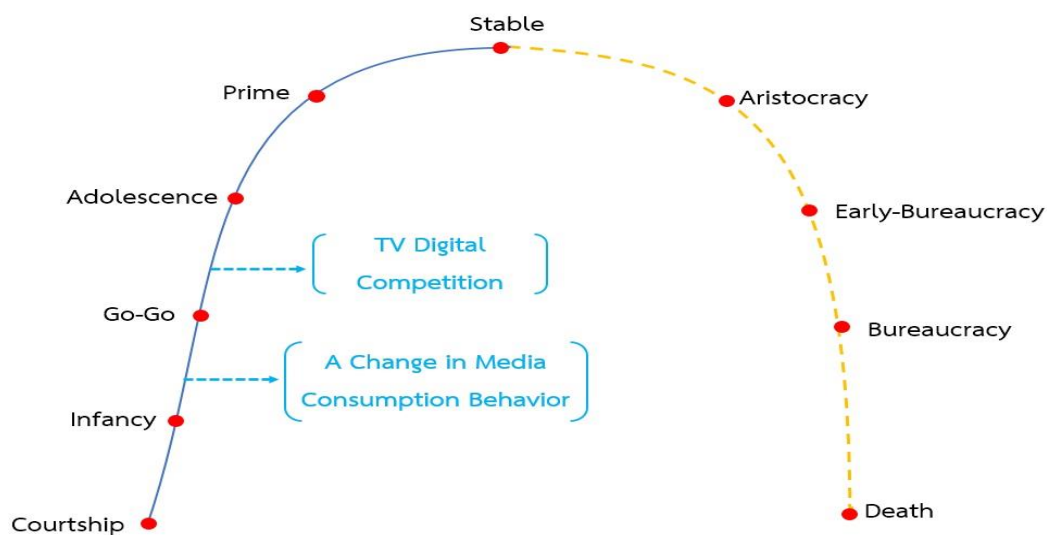 Stable
Prime
Aristocracy
Adolescence
Early-Bureaucracy
TV Digital
Competition
Go-Go
Bureaucracy
A Change in Media
Consumption Behavior
Infancy
Courtship
Death